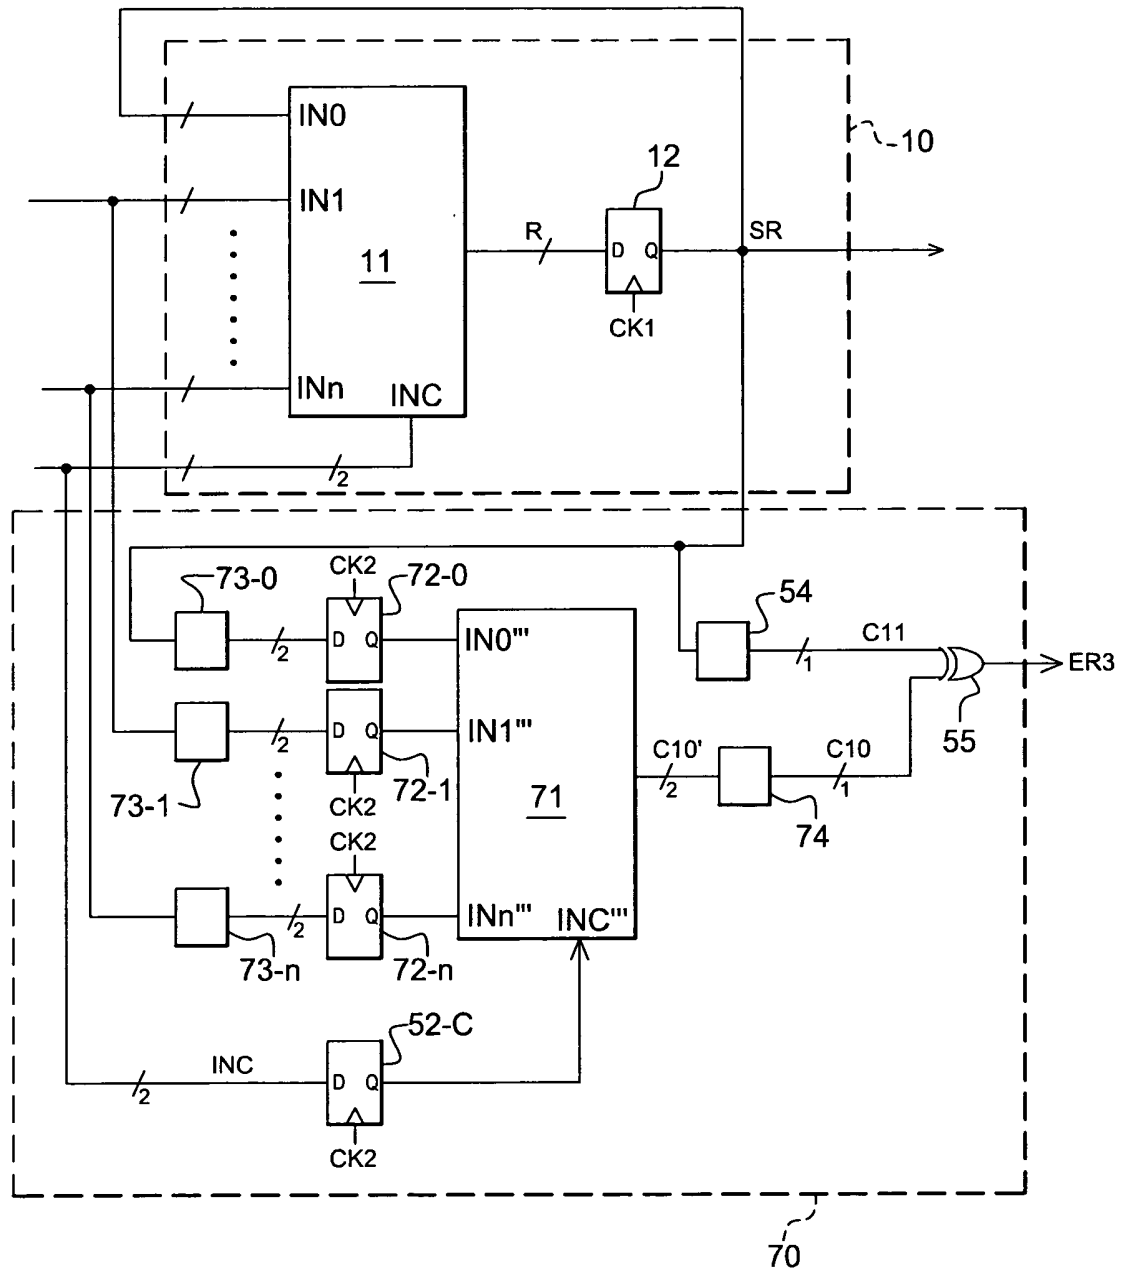 IN0
10
12
IN1
R
SR
D Q
11
CK1
INn
INC
2
CK2
73-0
72-0
54
C11
D Q
IN0'''
2
1
ER3
D Q
IN1'''
2
C10'
C10
55
73-1
72-1
71
2
1
CK2
74
CK2
D Q
INn'''
INC'''
2
73-n
72-n
52-C
INC
D Q
2
CK2
70